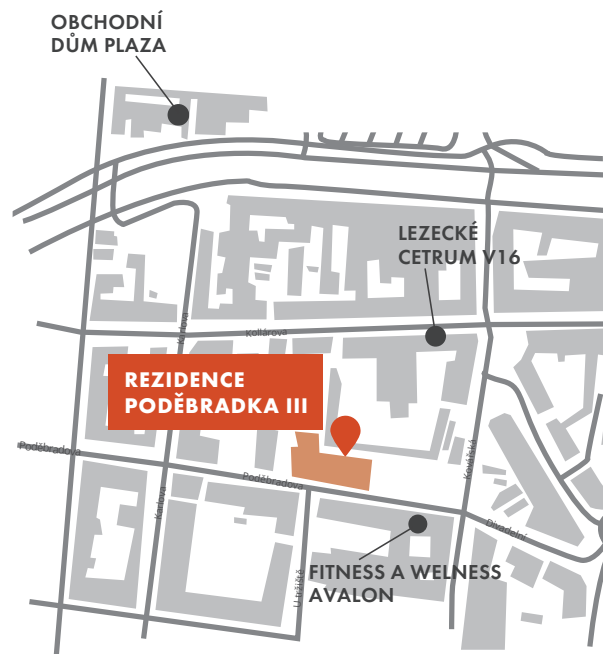 OBCHODNÍ
DŮM PLAZA
LEZECKÉ
CETRUM V16
Karlova
Kollárova
REZIDENCE
PODĚBRADKA III
Poděbradova
Kovářská
Poděbradova
Karlova
Divadelní
U tržiště
FITNESS A WELNESS
AVALON